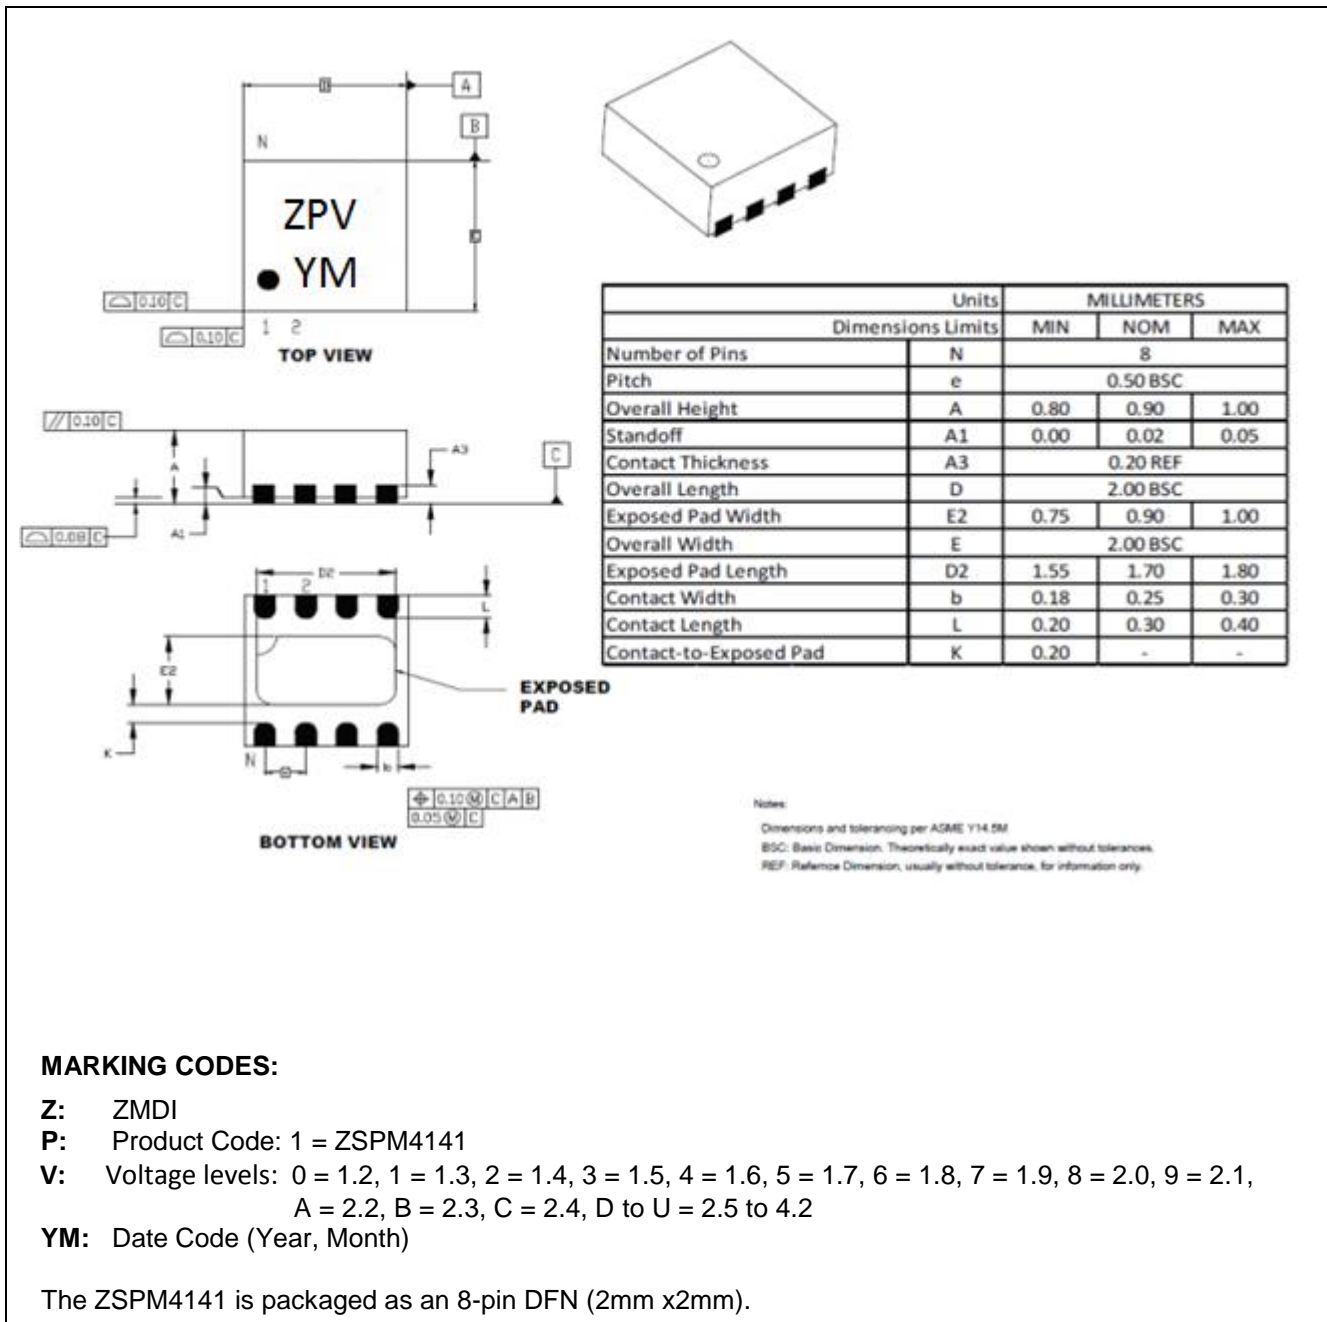 A
B
N
ZPV
YM
0.10 C
0.10 C
1 2
TOP VIEW
Units MILLIMETERS
Dimensions Limits MIN NOM MAX
Number of Pins N 8
Pitch e 0.50 BSC
Overall Height A 0.80 0.90 1.00
Standoff A1 0.00 0.02 0.05
Contact Thickness A3 0.20 REF
Overall Length D 2.00 BSC
Exposed Pad Width E2 0.75 0.90 1.00
Overall Width E 2.00 BSC
Exposed Pad Length D2 1.55 1.70 1.80
Contact Width b 0.18 0.25 0.30
Contact Length L 0.20 0.30 0.40
Contact-to-Exposed Pad K 0.20 - -
// 0.10 C
A
A3
C
0.08 C
A1
D2
1 2
L
E2
EXPOSED
PAD
K
N
b
0.10 Ⓜ C A B
0.05 Ⓜ C
BOTTOM VIEW
Notes:
Dimensions and tolerancing per ASME Y14.5M
BSC: Basic Dimension. Theoretically exact value shown without tolerances.
REF: Refernce Dimension, usually without tolerance, for information only.
MARKING CODES:
Z: ZMDI
P: Product Code: 1 = ZSPM4141
V: Voltage levels: 0 = 1.2, 1 = 1.3, 2 = 1.4, 3 = 1.5, 4 = 1.6, 5 = 1.7, 6 = 1.8, 7 = 1.9, 8 = 2.0, 9 = 2.1,
A = 2.2, B = 2.3, C = 2.4, D to U = 2.5 to 4.2
YM: Date Code (Year, Month)
The ZSPM4141 is packaged as an 8-pin DFN (2mm x2mm).